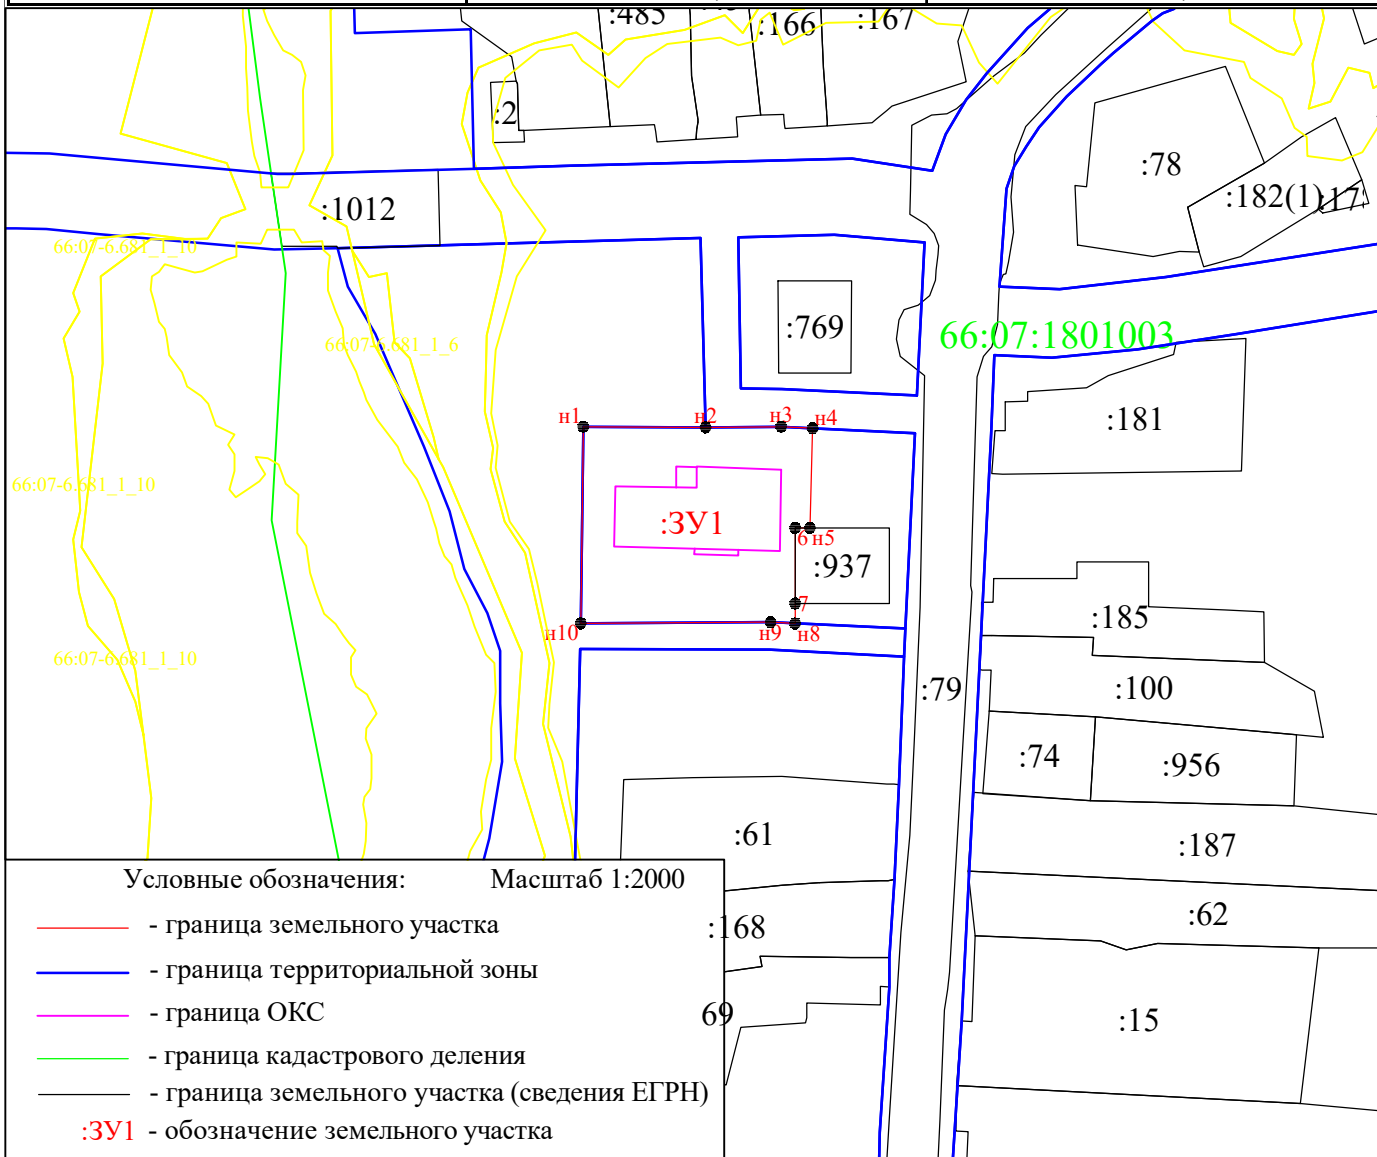 :485
:166
:167
:2
:78
:182(1)
:17
:1012
66:07-6.681_1_10
:769
66:07:1801003
66:07-6.681_1_6
н1
н2
н3
н4
:181
66:07-6.681_1_10
:ЗУ1
6
н5
:937
7
:185
н10
н9
н8
66:07-6.681_1_10
:79
:100
:74
:956
:61
:187
:62
:168
69
:15
Условные обозначения: Масштаб 1:2000
- граница земельного участка
- граница территориальной зоны
- граница ОКС
- граница кадастрового деления
- граница земельного участка (сведения ЕГРН)
:ЗУ1 - обозначение земельного участка